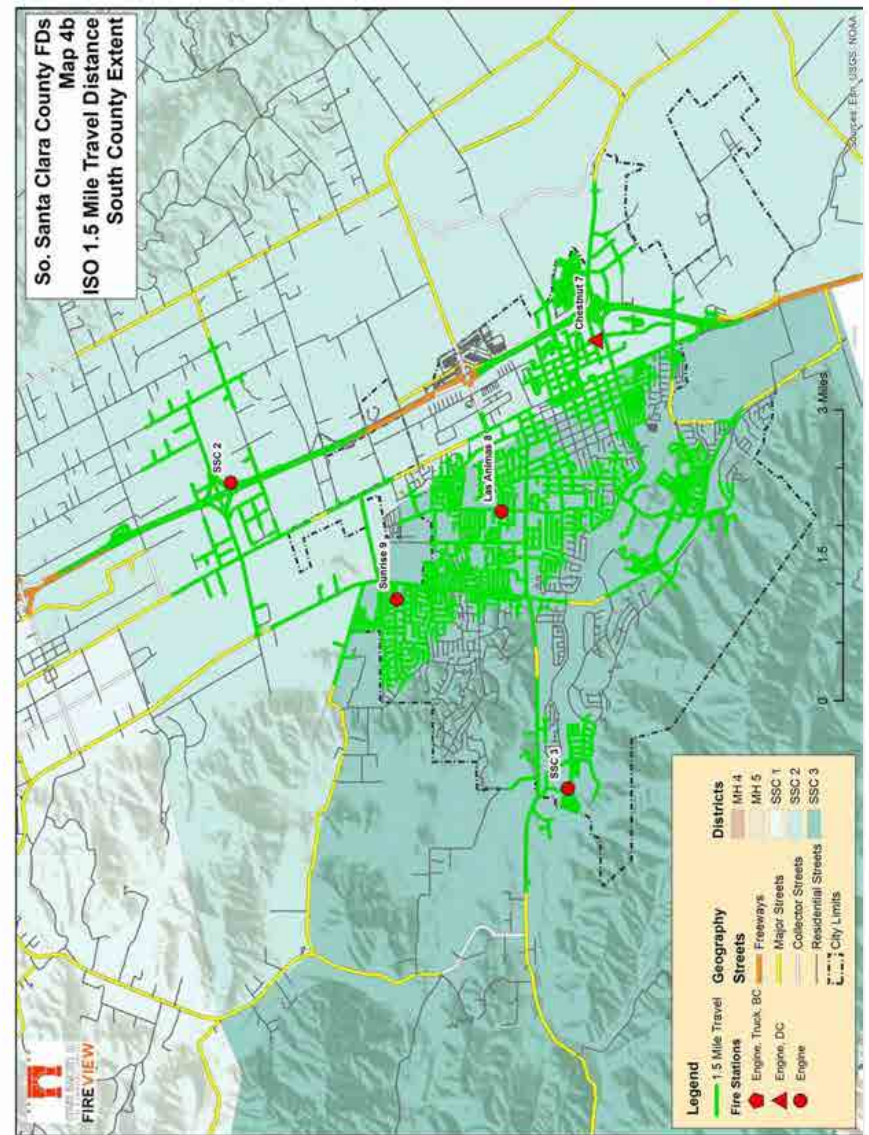 So. Santa Clara County FDs
Map 4b
ISO 1.5 Mile Travel Distance
South County Extent
FIREVIEW
SSC 2
Sunrise 9
Las Animas 8
Chestnut 7
SSC 3
0
1.5
3 Miles
Legend
1.5 Mile Travel
Fire Stations
Engine, Truck, BC
Engine, DC
Engine
Geography
Streets
Freeways
Major Streets
Collector Streets
Residential Streets
City Limits
Districts
MH 4
MH 5
SSC 1
SSC 2
SSC 3
Sources: Esri, USGS, NOAA